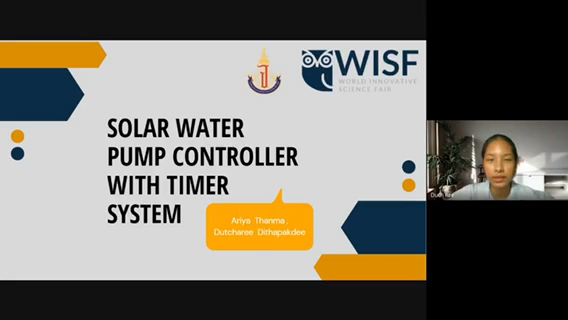 WISF
WORLD INNOVATIVE
SCIENCE FAIR
SOLAR WATER
PUMP CONTROLLER
WITH TIMER
SYSTEM
Ariya Thanma ,
Dutcharee Dithapakdee